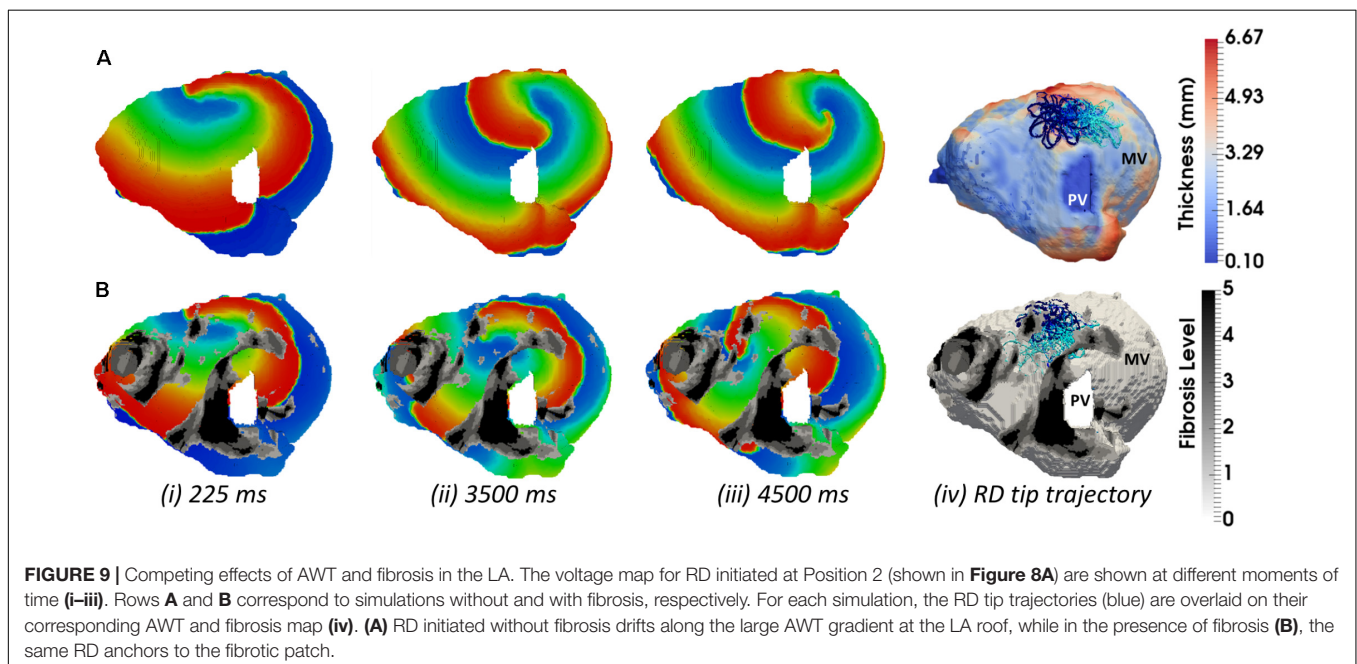 A
6.67
4.93
3.29
1.64
0.10
Thickness (mm)
MV
PV
B
5
4
3
2
1
0
Fibrosis Level
MV
PV
(i) 225 ms
(ii) 3500 ms
(iii) 4500 ms
(iv) RD tip trajectory
FIGURE 9 | Competing effects of AWT and fibrosis in the LA. The voltage map for RD initiated at Position 2 (shown in Figure 8A) are shown at different moments of
time (i–iii). Rows A and B correspond to simulations without and with fibrosis, respectively. For each simulation, the RD tip trajectories (blue) are overlaid on their
corresponding AWT and fibrosis map (iv). (A) RD initiated without fibrosis drifts along the large AWT gradient at the LA roof, while in the presence of fibrosis (B), the
same RD anchors to the fibrotic patch.